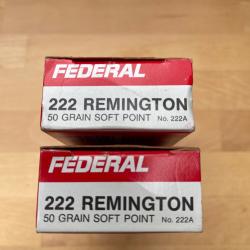 FEDERAL
222 REMINGTON
50 GRAIN SOFT POINT No. 222A
FEDERAL
222 REMINGTON
50 GRAIN SOFT POINT No. 222A